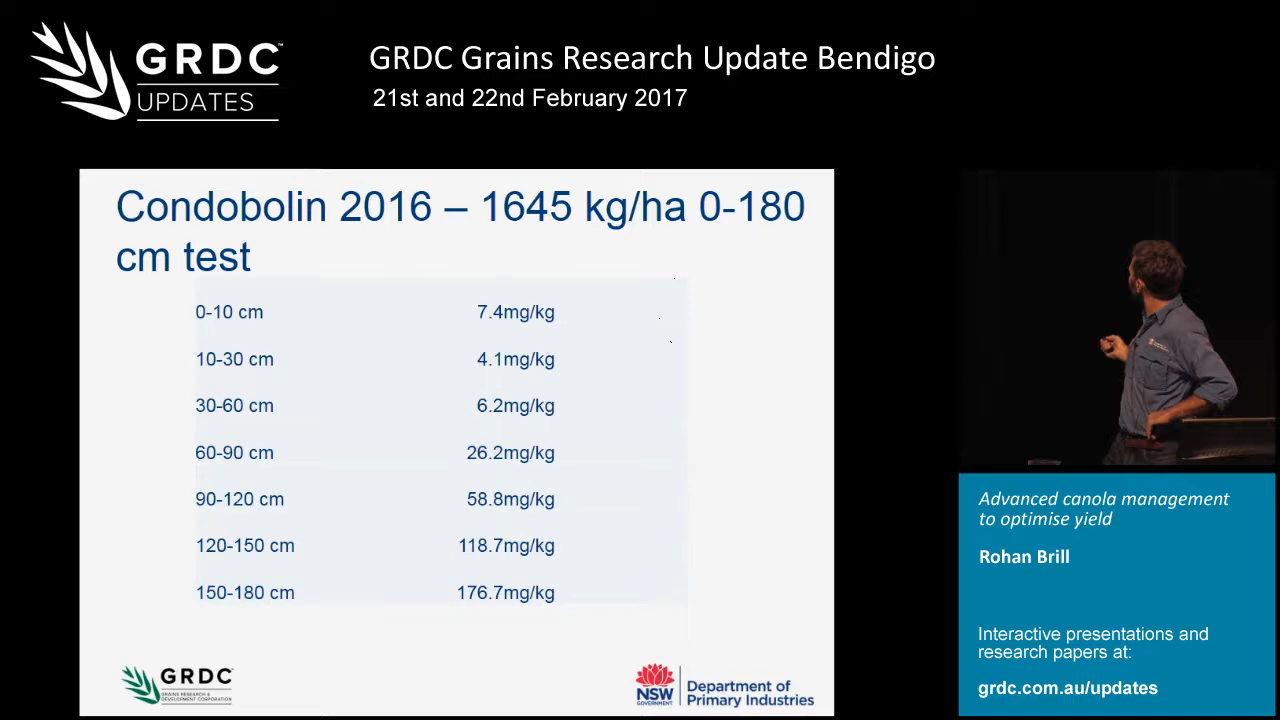 GRDC™
UPDATES
GRDC Grains Research Update Bendigo
21st and 22nd February 2017
Condobolin 2016 – 1645 kg/ha 0-180
cm test
0-10 cm 7.4mg/kg
10-30 cm 4.1mg/kg
30-60 cm 6.2mg/kg
60-90 cm 26.2mg/kg
90-120 cm 58.8mg/kg
120-150 cm 118.7mg/kg
150-180 cm 176.7mg/kg
GRDC™
GRAINS RESEARCH &
DEVELOPMENT CORPORATION
NSW
GOVERNMENT
Department of
Primary Industries
Advanced canola management
to optimise yield
Rohan Brill
Interactive presentations and
research papers at:
grdc.com.au/updates